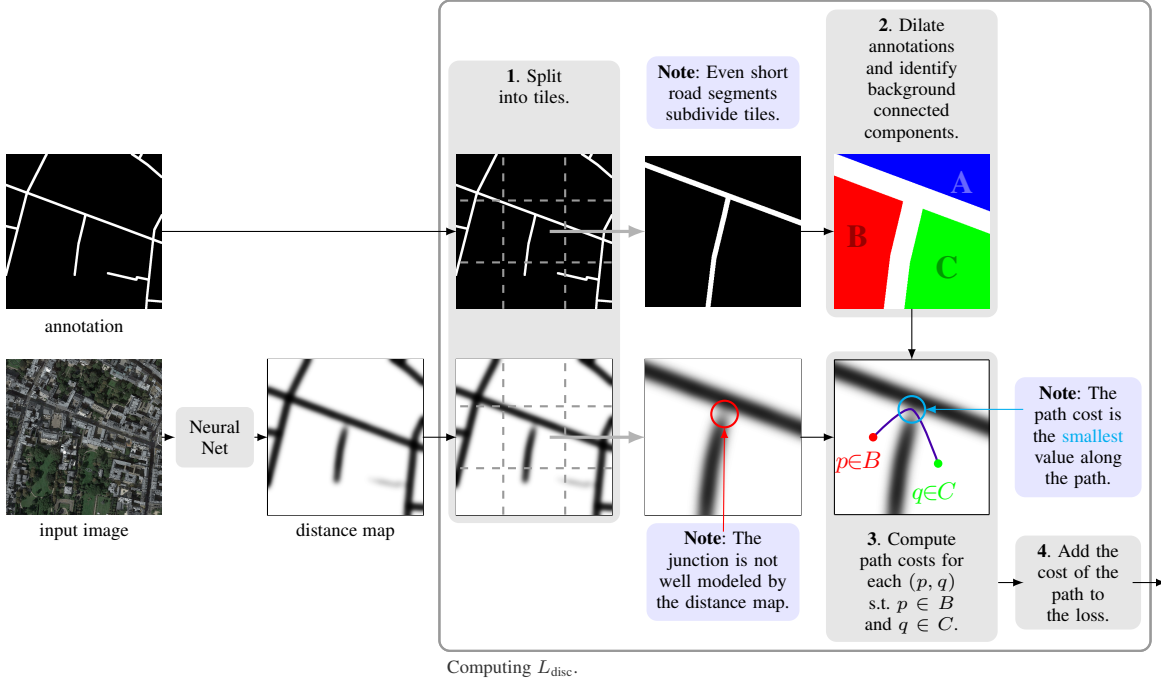 1. Split
into tiles.
Note: Even short
road segments
subdivide tiles.
2. Dilate
annotations
and identify
background
connected
components.
A
B
C
annotation
Neural
Net
input image
distance map
p∈B
q∈C
Note: The
path cost is
the smallest
value along
the path.
Note: The
junction is not
well modeled by
the distance map.
3. Compute
path costs for
each (p, q)
s.t. p ∈ B
and q ∈ C.
4. Add the
cost of the
path to
the loss.
Computing L_disc.